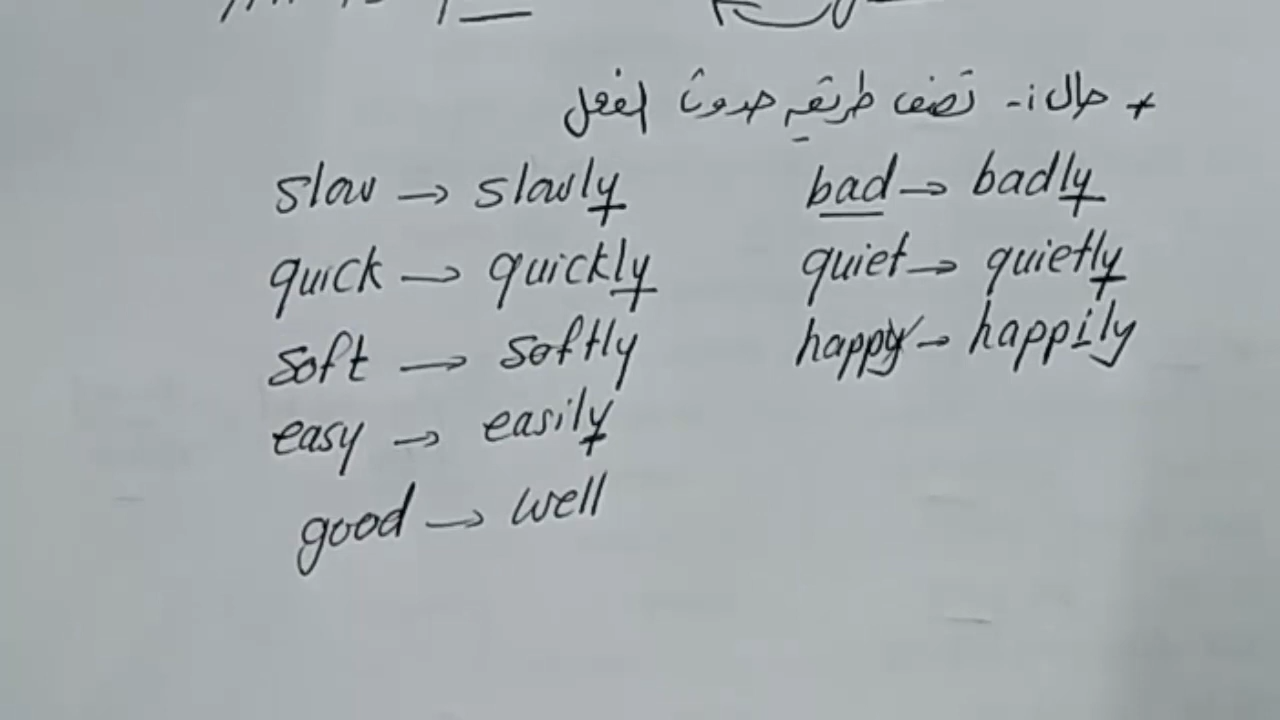 * حال :- تصف طريقه حدوث الفعل
slow → slowly
bad → badly
quick → quickly
quiet → quietly
soft → softly
happy → happily
easy → easily
good → well